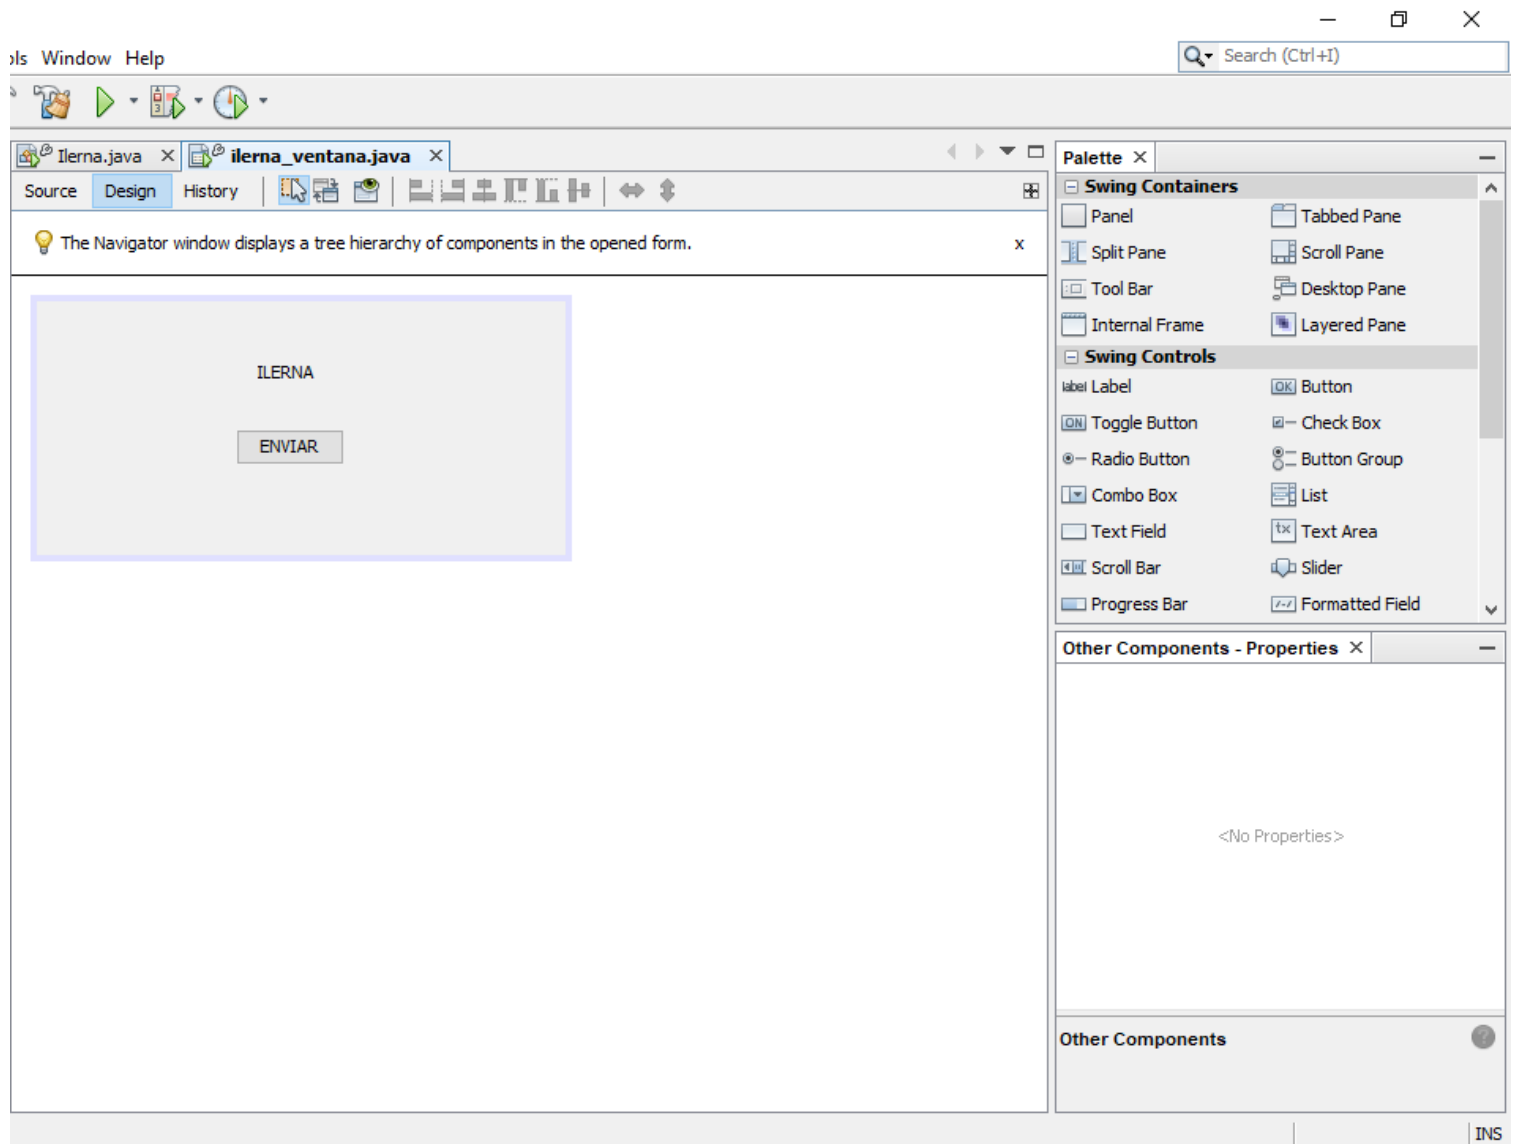 ols Window Help
Search (Ctrl+I)
Ilerna.java
ilerna_ventana.java
Source Design History
The Navigator window displays a tree hierarchy of components in the opened form.
x
ILERNA
ENVIAR
Palette
Swing Containers
Panel Tabbed Pane
Split Pane Scroll Pane
Tool Bar Desktop Pane
Internal Frame Layered Pane
Swing Controls
label Label OK Button
ON Toggle Button Check Box
Radio Button Button Group
Combo Box List
Text Field tx Text Area
Scroll Bar Slider
Progress Bar Formatted Field
Other Components - Properties
<No Properties>
Other Components
INS